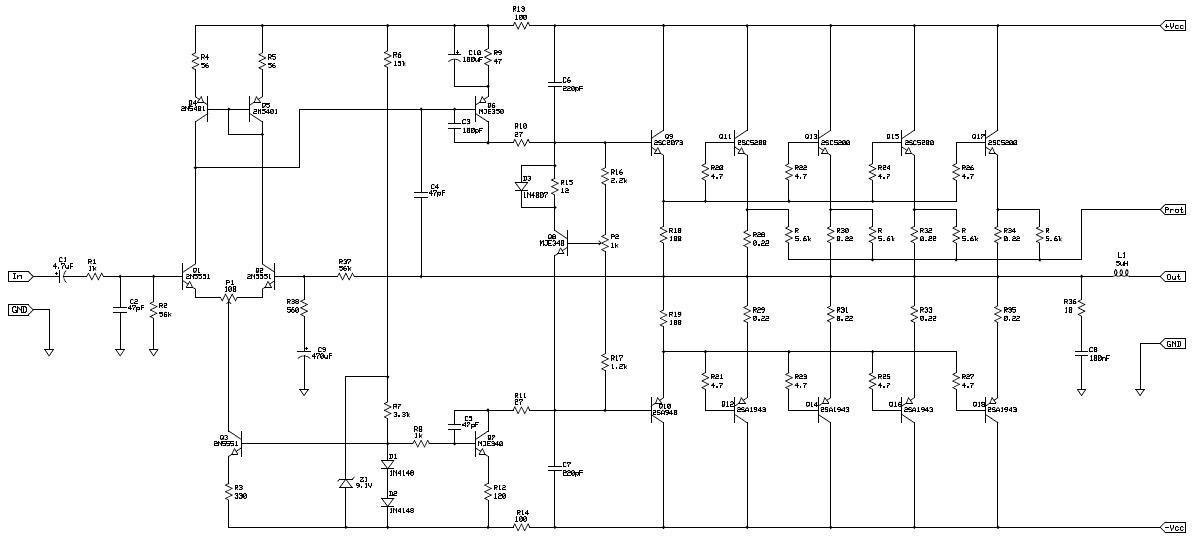 R13
100
+Vcc
R4
56
R5
56
R6
15k
C10
100uF
R9
47
C6
220pF
Q4
2N5401
Q5
2N5401
Q6
MJE350
C3
100pF
R10
27
Q9
2SC2073
Q11
2SC5200
Q13
2SC5200
Q15
2SC5200
Q17
2SC5200
D3
1N4007
R15
12
R16
2.2k
R20
4.7
R22
4.7
R24
4.7
R26
4.7
C4
47pF
Prot
Q8
MJE340
P2
1k
R18
100
R28
0.22
R
5.6k
R30
0.22
R
5.6k
R32
0.22
R
5.6k
R34
0.22
R
5.6k
In
C1
4.7uF
R1
1k
Q1
2N5551
Q2
2N5551
R37
56k
L1
5uH
Out
P1
100
GND
C2
47pF
R2
56k
R38
560
R19
100
R29
0.22
R31
0.22
R33
0.22
R35
0.22
R36
10
C9
470uF
R17
1.2k
C8
100nF
GND
R21
4.7
R23
4.7
R25
4.7
R27
4.7
R7
3.3k
R11
27
Q10
2SA940
Q12
2SA1943
Q14
2SA1943
Q16
2SA1943
Q18
2SA1943
Q3
2N5551
R8
1k
C5
47pF
Q7
MJE340
D1
1N4148
C7
220pF
R3
330
Z1
9.1V
D2
1N4148
R12
120
R14
100
-Vcc